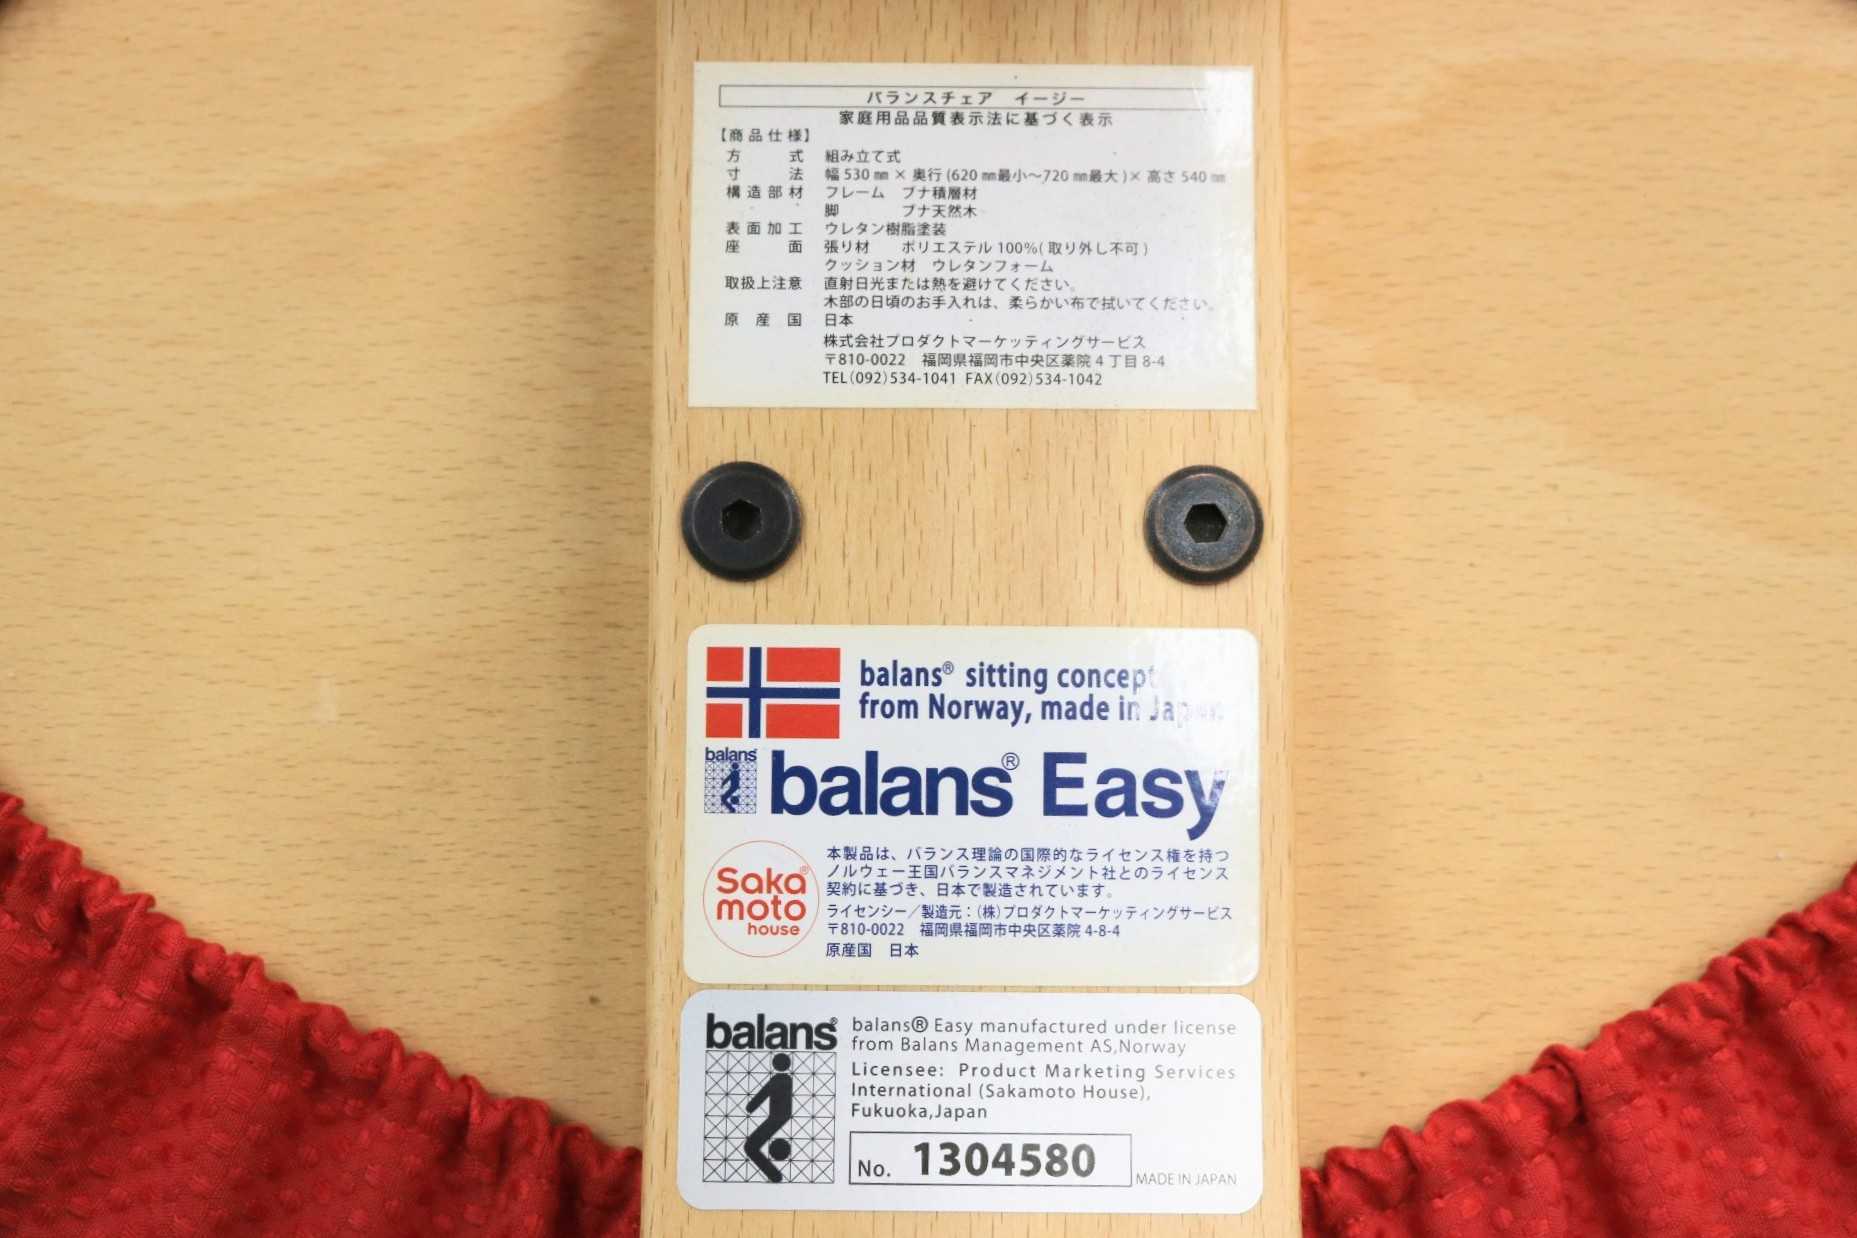 バランスチェア イージー
家庭用品品質表示法に基づく表示
【商品仕様】
方 式 組み立て式
寸 法 幅 530 ㎜ × 奥行 (620 ㎜最小〜720 ㎜最大 )× 高さ 540 ㎜
構造部材 フレーム ブナ積層材
脚 ブナ天然木
表面加工 ウレタン樹脂塗装
座 面 張り材 ポリエステル 100%( 取り外し不可 )
クッション材 ウレタンフォーム
取扱上注意 直射日光または熱を避けてください。
木部の日頃のお手入れは、柔らかい布で拭いてください。
原産国 日本
株式会社プロダクトマーケッティングサービス
〒810-0022 福岡県福岡市中央区薬院 4 丁目 8-4
TEL(092)534-1041 FAX(092)534-1042
balans® sitting concept
from Norway, made in Japan
balans
balans® Easy
Saka®
moto
house
本製品は、バランス理論の国際的なライセンス権を持つ
ノルウェー王国バランスマネジメント社とのライセンス
契約に基づき、日本で製造されています。
ライセンシー／製造元：（株）プロダクトマーケッティングサービス
〒810-0022 福岡県福岡市中央区薬院 4-8-4
原産国 日本
balans®
balans® Easy manufactured under license
from Balans Management AS,Norway
Licensee: Product Marketing Services
International (Sakamoto House),
Fukuoka,Japan
No. 1304580
MADE IN JAPAN